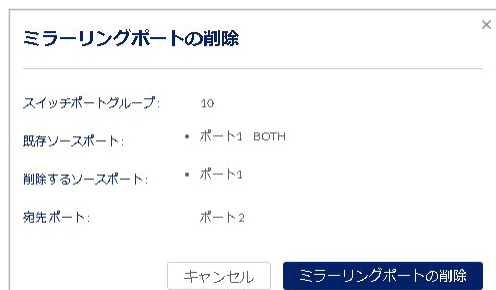 ×
ミラーリングポートの削除
スイッチポートグループ: 10
既存ソースポート: • ポート1 BOTH
削除するソースポート: • ポート1
宛先ポート: ポート2
キャンセル ミラーリングポートの削除